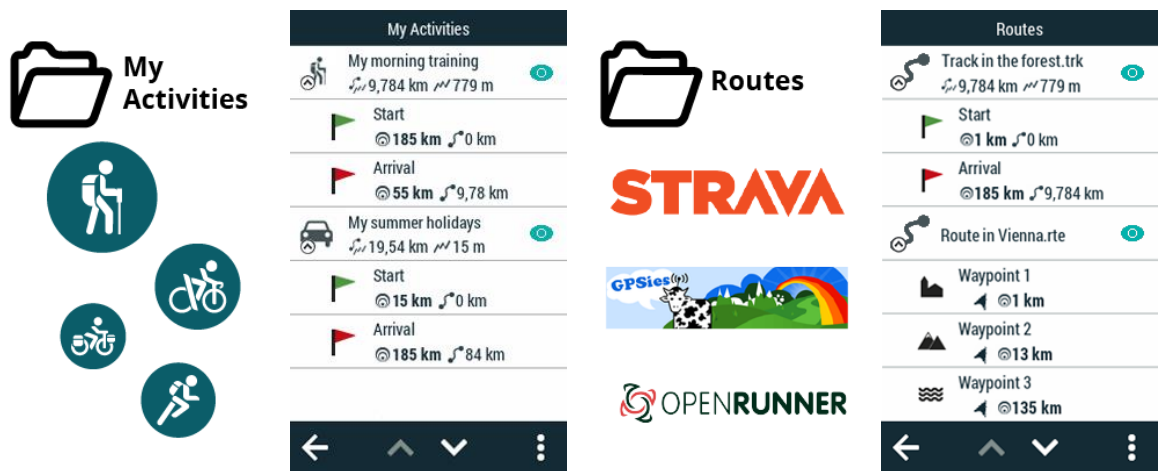 My
Activities
My Activities
My morning training
9,784 km 779 m
Start
185 km 0 km
Arrival
55 km 9,78 km
My summer holidays
19,54 km 15 m
Start
15 km 0 km
Arrival
185 km 84 km
Routes
STRAVA
GPSies
OPENRUNNER
Routes
Track in the forest.trk
9,784 km 779 m
Start
1 km 0 km
Arrival
185 km 9,784 km
Route in Vienna.rte
Waypoint 1
1 km
Waypoint 2
13 km
Waypoint 3
135 km